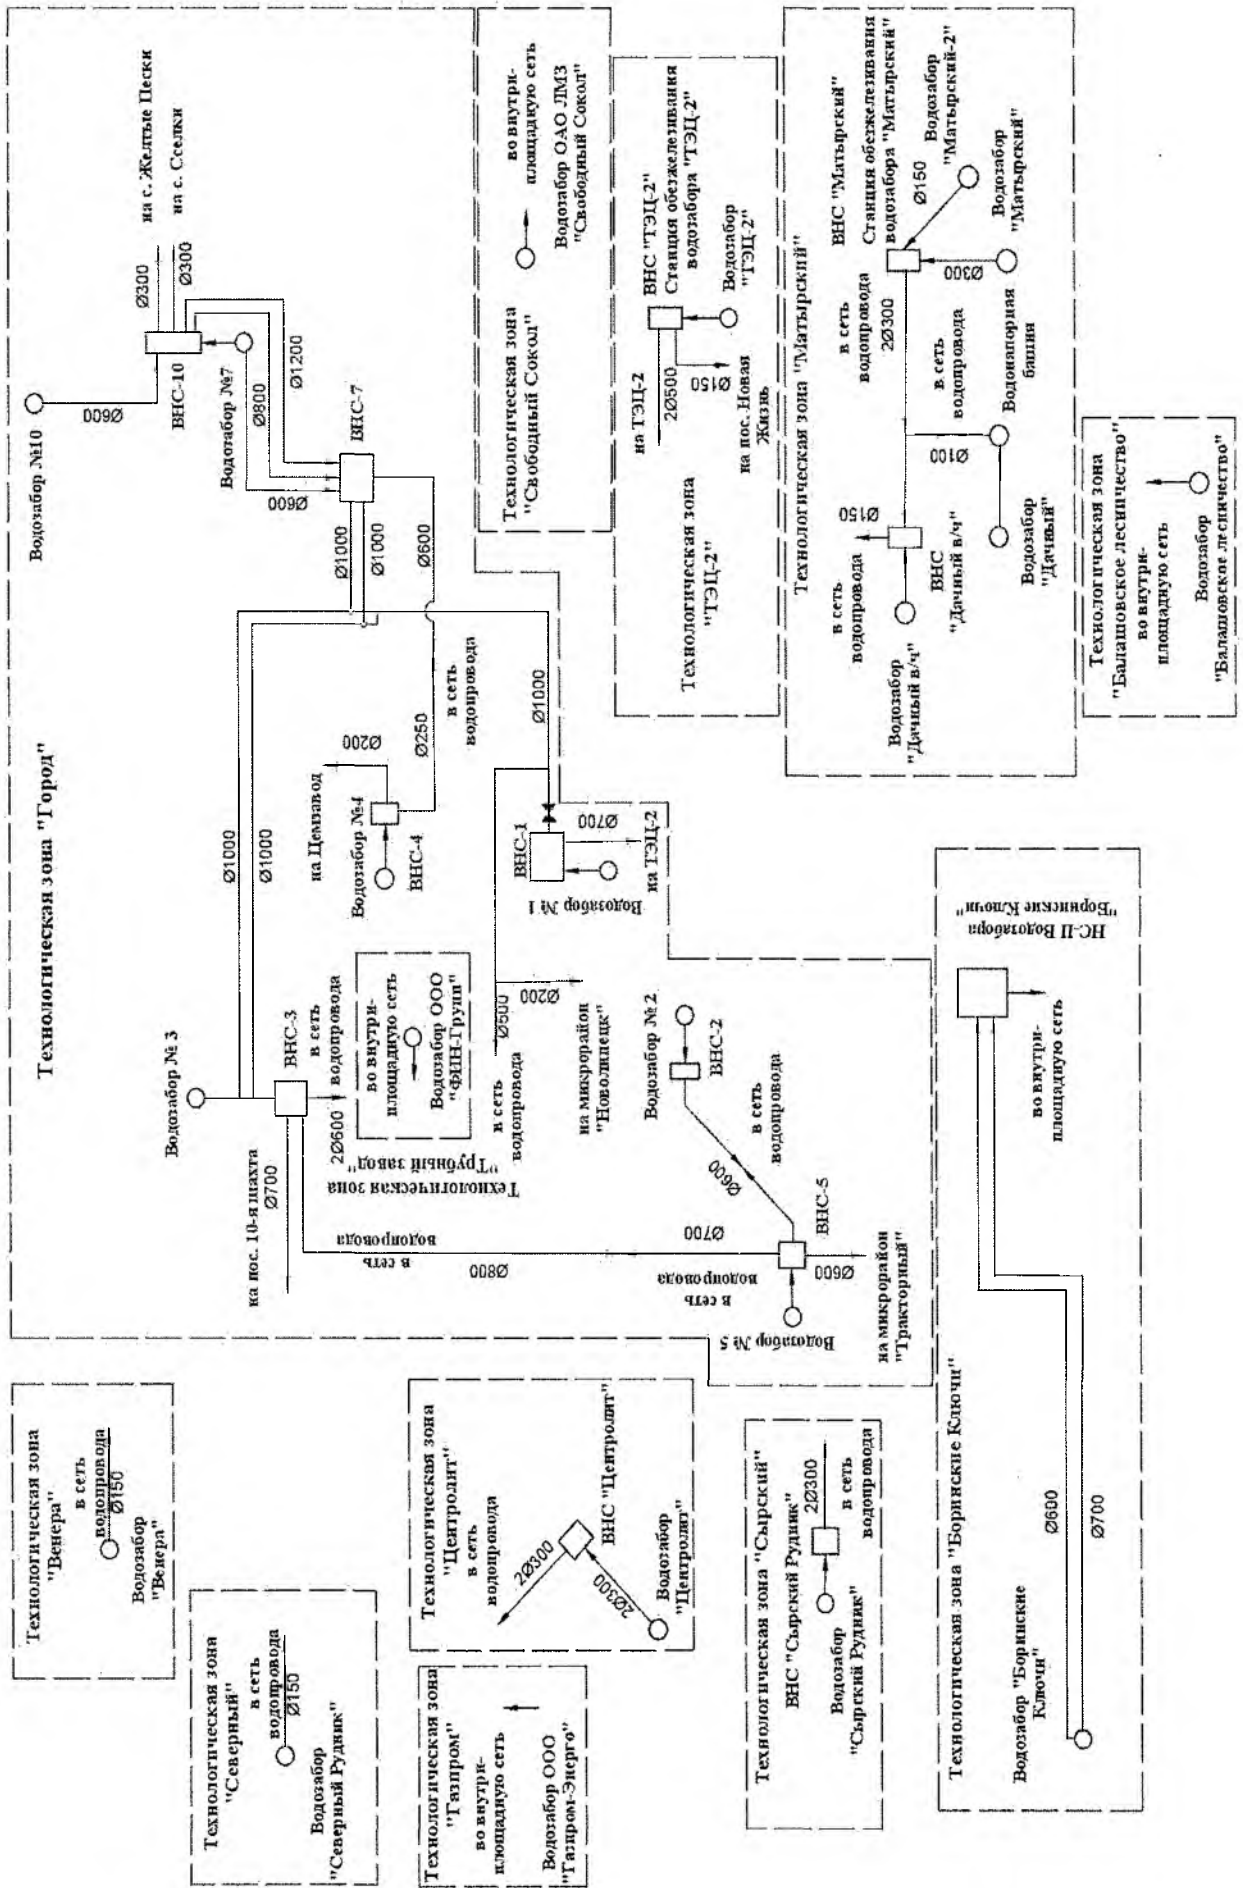 Технологическая зона
"Венера"
в сеть
водопровода
Ø150
Водозабор
"Венера"
Технологическая зона
"Северный"
в сеть
водопровода
Ø150
Водозабор
"Северный Рудник"
Технологическая зона "Город"
Водозабор № 3
ВНС-3
в сеть
водопровода
2Ø600
на пос. 10-я шахта
Ø700
Ø1000
Ø1000
Водозабор №10
Ø600
ВНС-10
Ø300
на с. Желтые Пески
Ø300
на с. Сселки
Водозабор №7
Ø800
Ø1200
Ø600
ВНС-7
Ø1000
Ø1000
Ø600
на Цемзавод
Ø200
Водозабор №4
ВНС-4
Ø250
в сеть
водопровода
Ø1000
ВНС-1
Водозабор № 1
Ø700
на ТЭЦ-2
Ø500
в сеть
водопровода
Ø200
на микрорайон
"Новолипецк"
Технологическая зона
"Трубный завод"
во внутри-
площадную сеть
Водозабор ООО
"ФИН-Групп"
в сеть
водопровода
Ø800
Водозабор №2
ВНС-2
Ø600
в сеть
водопровода
Ø700
в сеть
водопровода
ВНС-5
Водозабор № 5
Ø600
на микрорайон
"Тракторный"
Технологическая зона
"Свободный Сокол"
во внутри-
площадную сеть
Водозабор ОАО ЛМЗ
"Свободный Сокол"
Технологическая зона
"ТЭЦ-2"
на ТЭЦ-2
2Ø500
ВНС "ТЭЦ-2"
Станция обезжелезивания
водозабора "ТЭЦ-2"
Водозабор
"ТЭЦ-2"
Ø150
на пос. Новая
Жизнь
Технологическая зона "Матырский"
ВНС "Матырский"
Станция обезжелезивания
водозабора "Матырский"
Ø150
Водозабор
"Матырский-2"
Водозабор
"Матырский"
Ø300
в сеть
водопровода
2Ø300
в сеть
водопровода
Водонапорная
башня
Ø100
Водозабор
"Дачный"
Ø150
в сеть
водопровода
ВНС
"Дачный в/ч"
Водозабор
"Дачный в/ч"
Технологическая зона
"Балашовское лесничество"
во внутри-
площадную сеть
Водозабор
"Балашовское лесничество"
Технологическая зона
"Центролит"
в сеть
водопровода
2Ø300
ВНС "Центролит"
2Ø300
Водозабор
"Центролит"
Технологическая зона
"Газпром"
во внутри-
площадную сеть
Водозабор ООО
"Газпром-Энерго"
Технологическая зона "Сырский"
ВНС "Сырский Рудник"
2Ø300
в сеть
водопровода
Водозабор
"Сырский Рудник"
Технологическая зона "Боринские Ключи"
Водозабор "Боринские
Ключи"
Ø600
Ø700
НС-II Водозабора
"Боринские Ключи"
во внутри-
площадную сеть